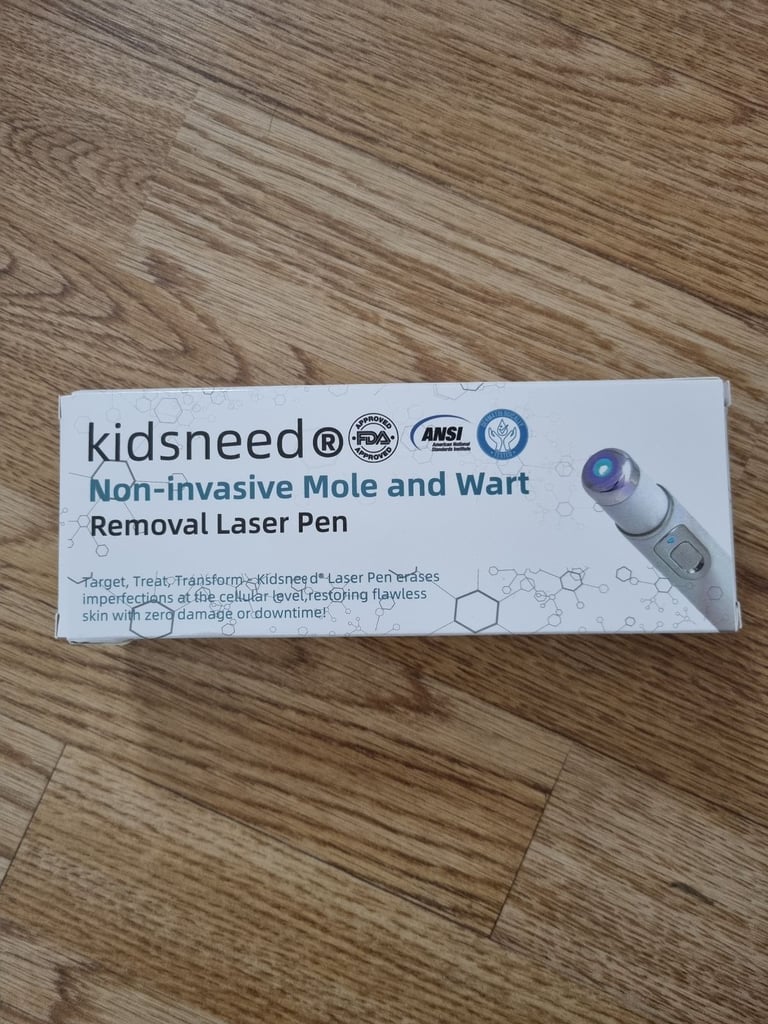 kidsneed®
APPROVED
FDA
APPROVED
ANSI
American National
Standards Institute
Non-invasive Mole and Wart
Removal Laser Pen
Target, Treat, Transform - Kidsneed® Laser Pen erases
imperfections at the cellular level,restoring flawless
skin with zero damage or downtime!